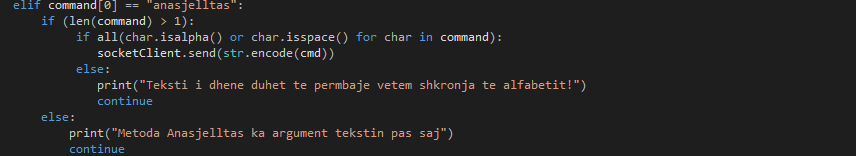 elif command[0] == "anasjelltas":
if (len(command) > 1):
if all(char.isalpha() or char.isspace() for char in command):
socketClient.send(str.encode(cmd))
else:
print("Teksti i dhene duhet te permbaje vetem shkronja te alfabetit!")
continue
else:
print("Metoda Anasjelltas ka argument tekstin pas saj")
continue